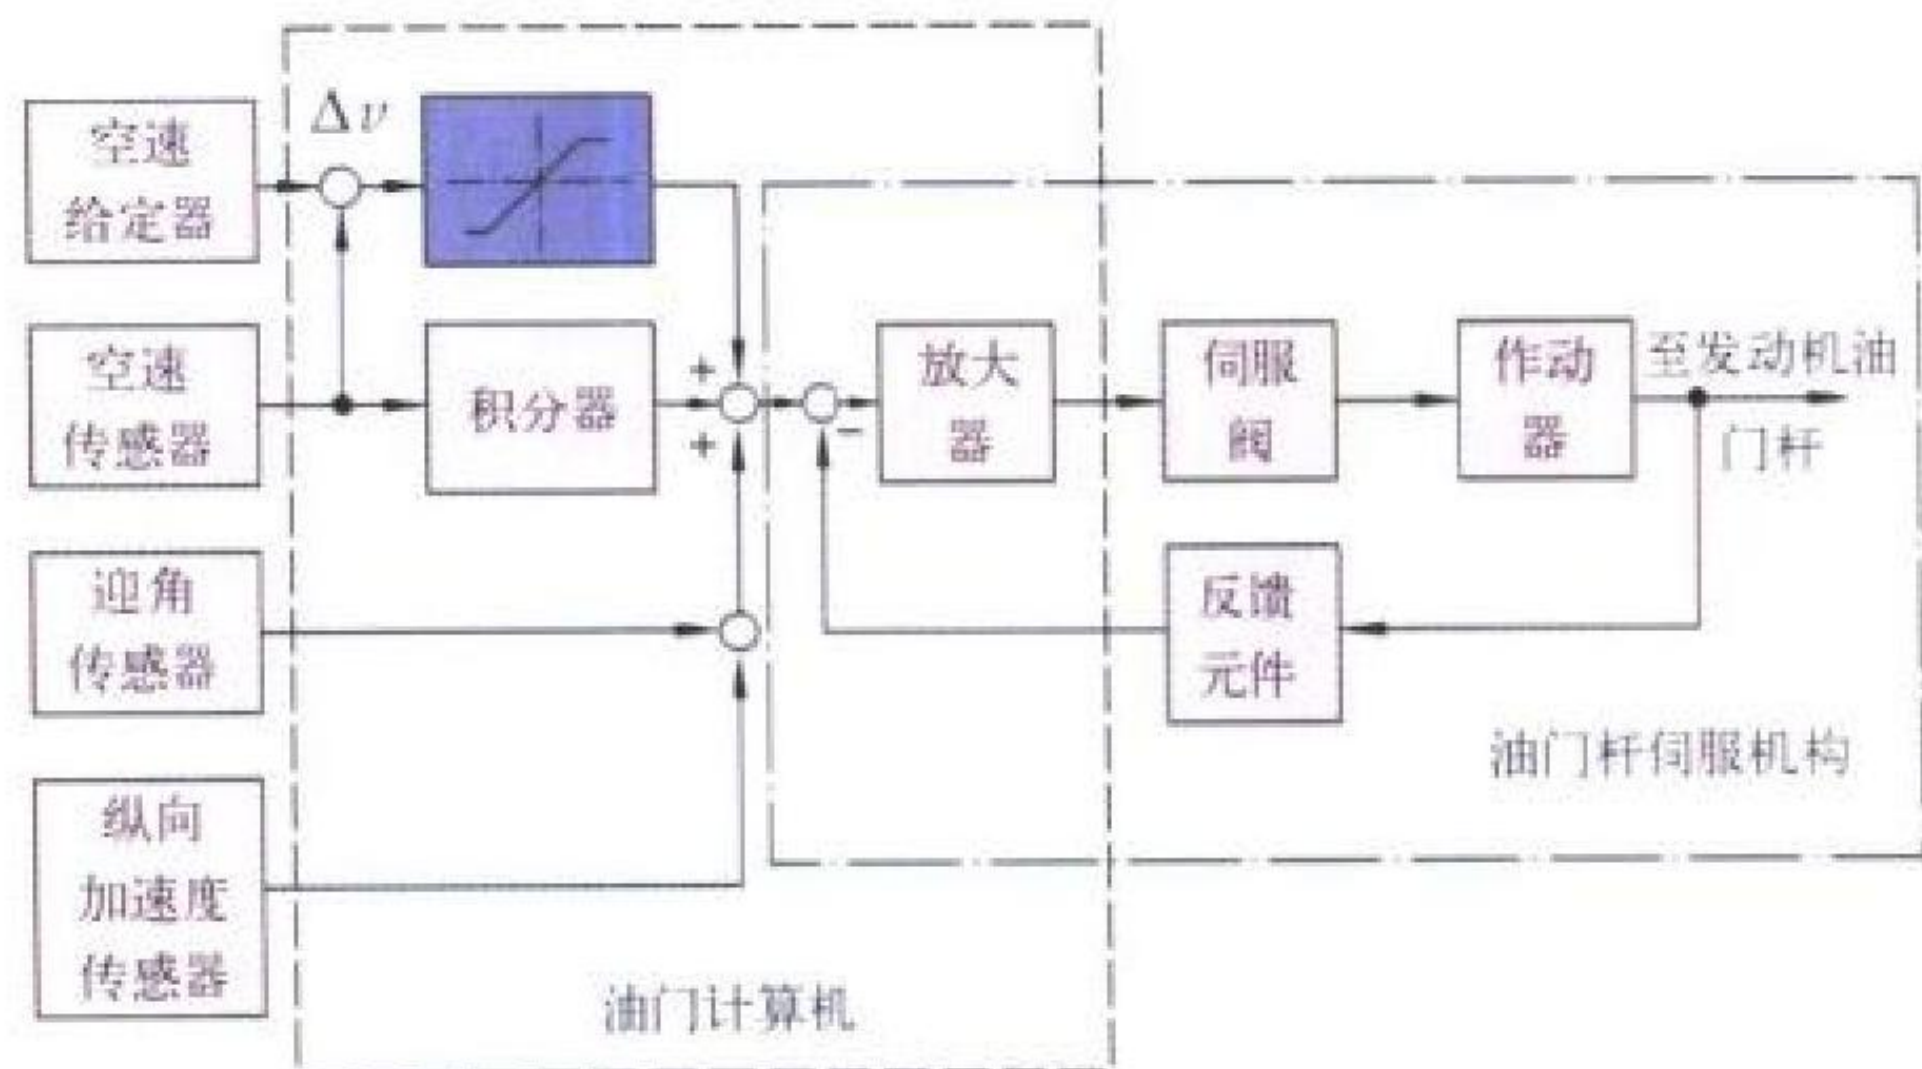 空速
给定器
Δν
空速
传感器
积分器
+
+
-
放大
器
伺服
阀
作动
器
至发动机油
门杆
迎角
传感器
反馈
元件
油门杆伺服机构
纵向
加速度
传感器
油门计算机